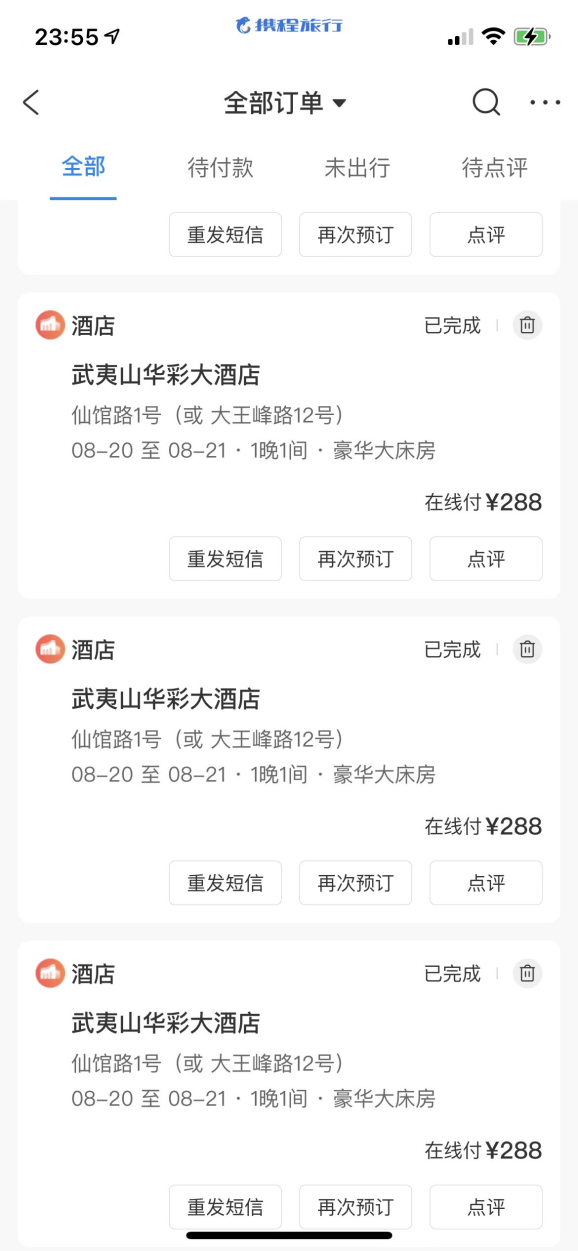 23:55
携程旅行
全部订单
全部 待付款 未出行 待点评
重发短信 再次预订 点评
酒店 已完成
武夷山华彩大酒店
仙馆路1号（或 大王峰路12号）
08-20 至 08-21 · 1晚1间 · 豪华大床房
在线付 ¥288
重发短信 再次预订 点评
酒店 已完成
武夷山华彩大酒店
仙馆路1号（或 大王峰路12号）
08-20 至 08-21 · 1晚1间 · 豪华大床房
在线付 ¥288
重发短信 再次预订 点评
酒店 已完成
武夷山华彩大酒店
仙馆路1号（或 大王峰路12号）
08-20 至 08-21 · 1晚1间 · 豪华大床房
在线付 ¥288
重发短信 再次预订 点评